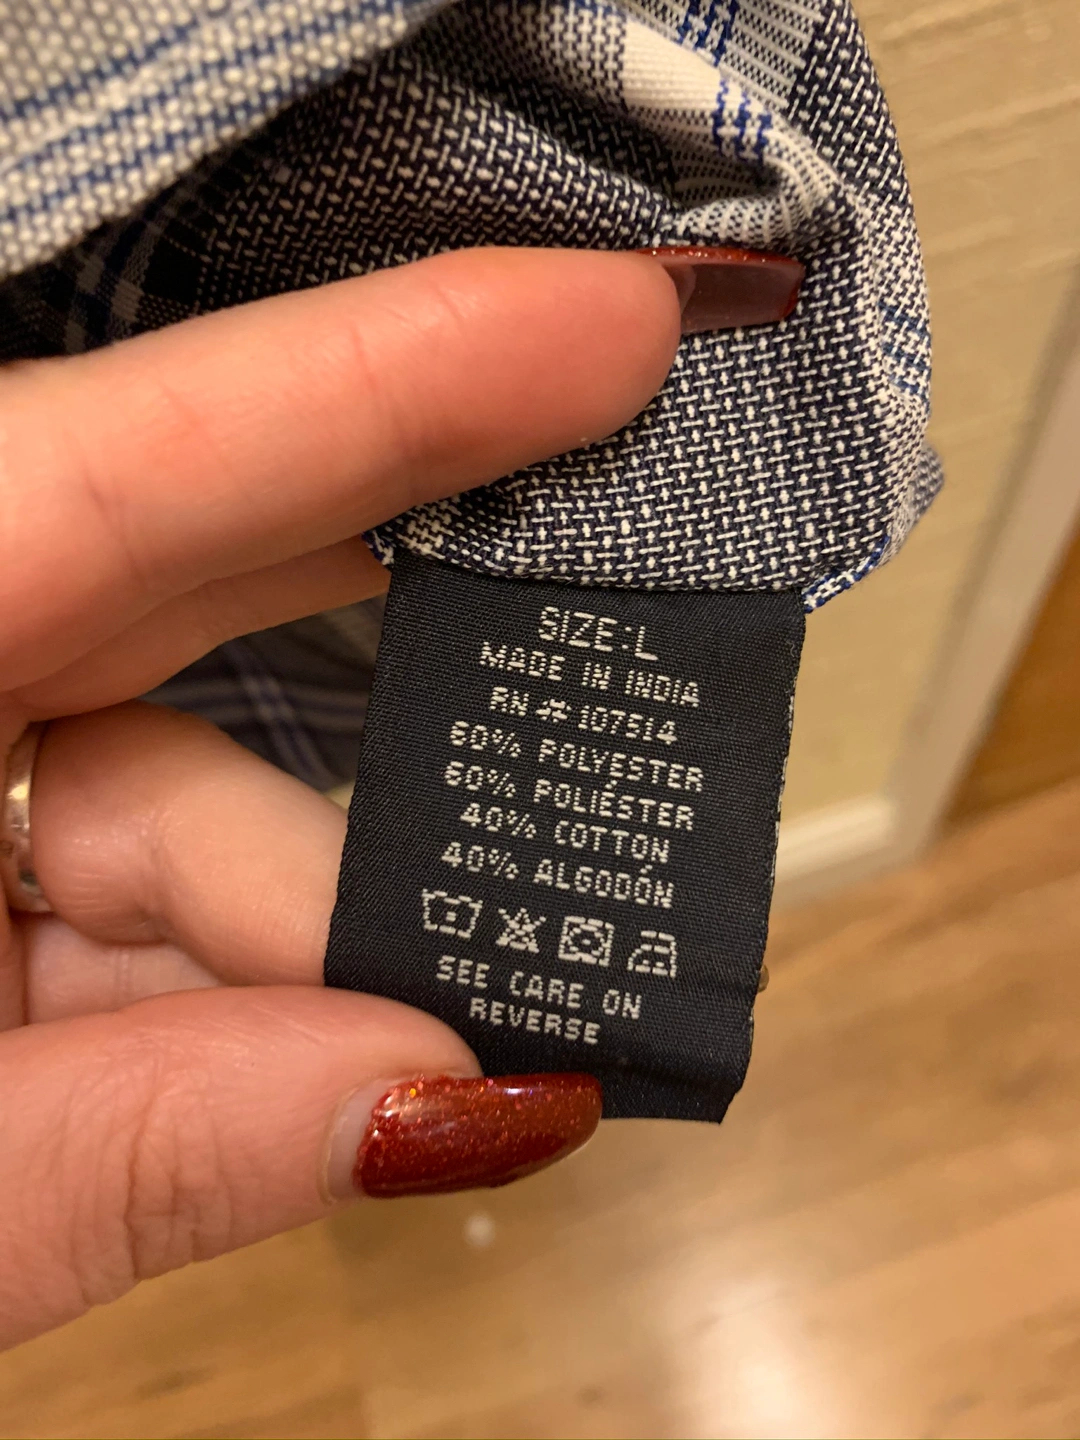 SIZE:L
MADE IN INDIA
RN # 107514
60% POLYESTER
60% POLIÉSTER
40% COTTON
40% ALGODÓN
SEE CARE ON
REVERSE